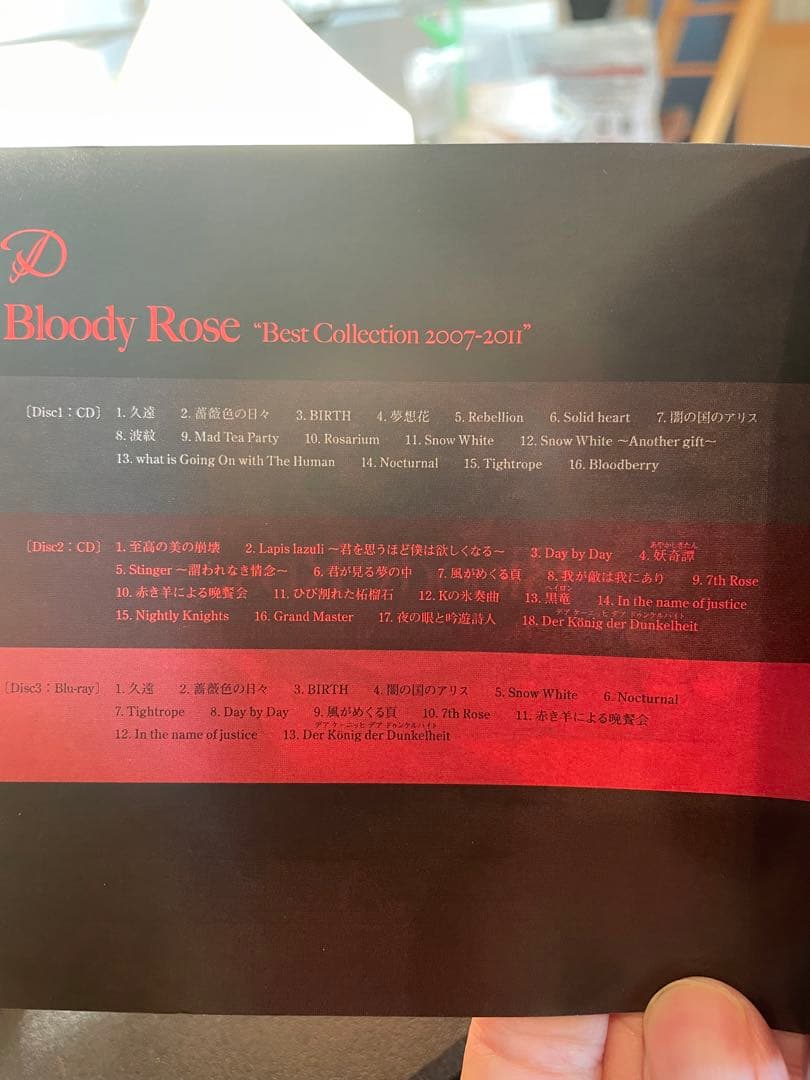 D
Bloody Rose “Best Collection 2007-2011”
〔Disc1：CD〕 1. 久遠 2. 薔薇色の日々 3. BIRTH 4. 夢想花 5. Rebellion 6. Solid heart 7. 闇の国のアリス
8. 波紋 9. Mad Tea Party 10. Rosarium 11. Snow White 12. Snow White ～Another gift～
13. what is Going On with The Human 14. Nocturnal 15. Tightrope 16. Bloodberry
〔Disc2：CD〕 1. 至高の美の崩壊 2. Lapis lazuli ～君を思うほど僕は欲しくなる～ 3. Day by Day 4. 妖奇譚
あやかしきたん
5. Stinger ～謂われなき情念～ 6. 君が見る夢の中 7. 風がめくる頁 8. 我が敵は我にあり 9. 7th Rose
10. 赤き羊による晩餐会 11. ひび割れた柘榴石 12. Kの氷奏曲 13. 黒竜 14. In the name of justice
ヘイロン
15. Nightly Knights 16. Grand Master 17. 夜の眼と吟遊詩人 18. Der König der Dunkelheit
デア ケーニッヒ デア ドゥンケルハイト
〔Disc3：Blu-ray〕 1. 久遠 2. 薔薇色の日々 3. BIRTH 4. 闇の国のアリス 5. Snow White 6. Nocturnal
7. Tightrope 8. Day by Day 9. 風がめくる頁 10. 7th Rose 11. 赤き羊による晩餐会
デア ケーニッヒ デア ドゥンケルハイト
12. In the name of justice 13. Der König der Dunkelheit